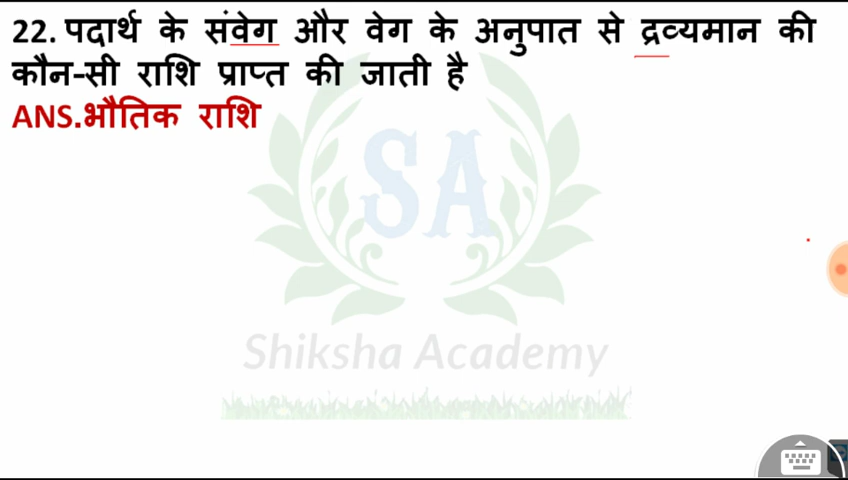 22. पदार्थ के संवेग और वेग के अनुपात से द्रव्यमान की
कौन-सी राशि प्राप्त की जाती है
ANS.भौतिक राशि
SA
Shiksha Academy